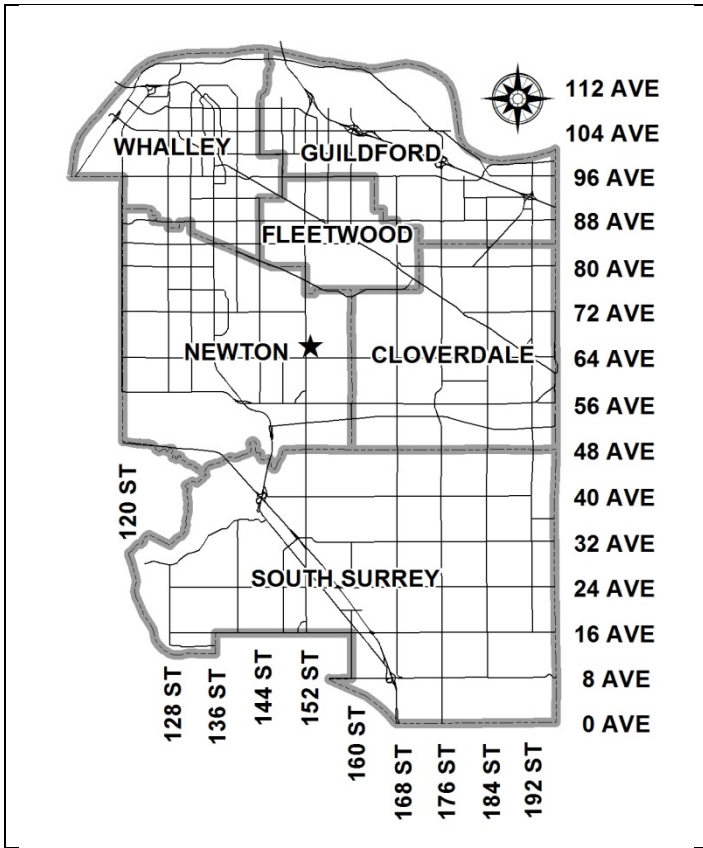 112 AVE
104 AVE
WHALLEY
GUILDFORD
96 AVE
88 AVE
FLEETWOOD
80 AVE
72 AVE
NEWTON
CLOVERDALE
64 AVE
56 AVE
48 AVE
120 ST
40 AVE
32 AVE
SOUTH SURREY
24 AVE
16 AVE
8 AVE
0 AVE
128 ST
136 ST
144 ST
152 ST
160 ST
168 ST
176 ST
184 ST
192 ST